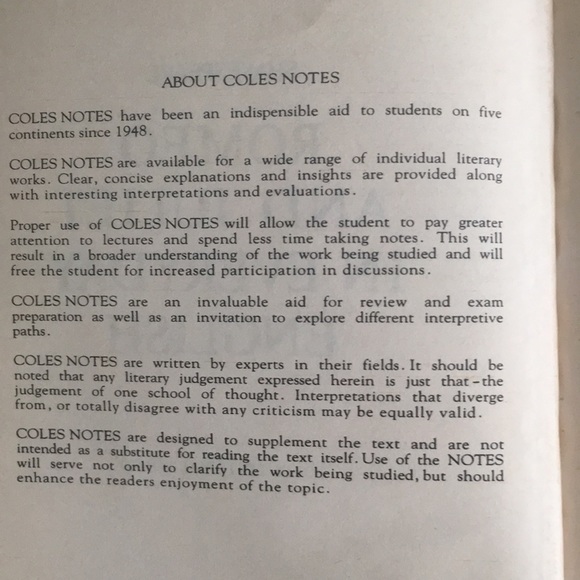 ABOUT COLES NOTES
COLES NOTES have been an indispensible aid to students on five
continents since 1948.
COLES NOTES are available for a wide range of individual literary
works. Clear, concise explanations and insights are provided along
with interesting interpretations and evaluations.
Proper use of COLES NOTES will allow the student to pay greater
attention to lectures and spend less time taking notes. This will
result in a broader understanding of the work being studied and will
free the student for increased participation in discussions.
COLES NOTES are an invaluable aid for review and exam
preparation as well as an invitation to explore different interpretive
paths.
COLES NOTES are written by experts in their fields. It should be
noted that any literary judgement expressed herein is just that – the
judgement of one school of thought. Interpretations that diverge
from, or totally disagree with any criticism may be equally valid.
COLES NOTES are designed to supplement the text and are not
intended as a substitute for reading the text itself. Use of the NOTES
will serve not only to clarify the work being studied, but should
enhance the readers enjoyment of the topic.